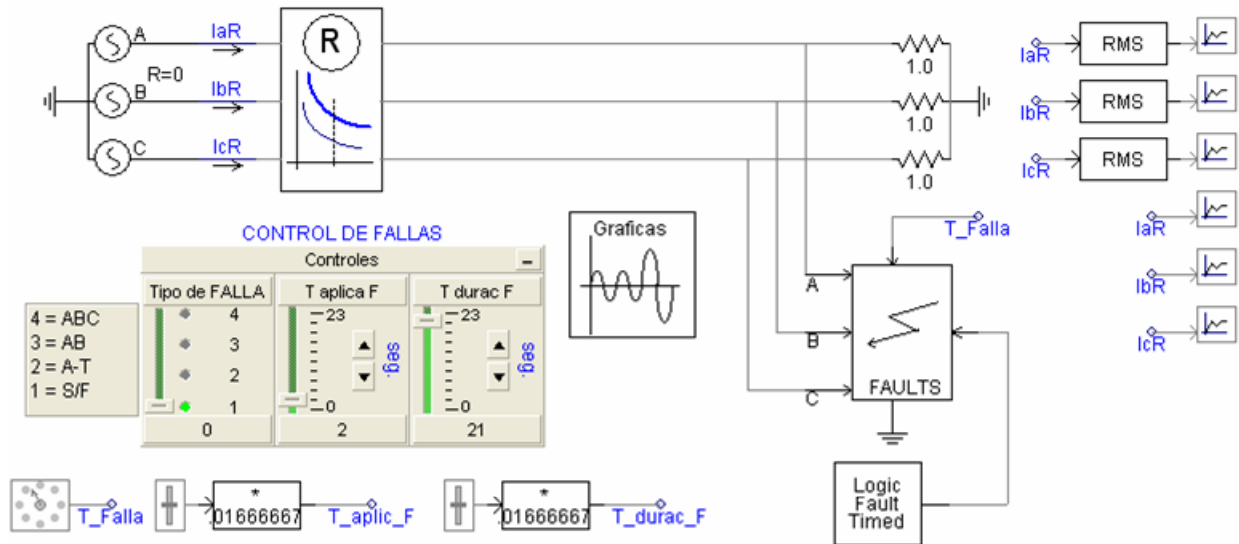 A
IaR
R
1.0
IaR
RMS
R=0
B
IbR
1.0
IbR
RMS
C
IcR
1.0
IcR
RMS
T_Falla
IaR
IbR
IcR
CONTROL DE FALLAS
Controles
Tipo de FALLA
T aplica F
T durac F
4
3
2
1
23
0
seg.
23
0
seg.
0
2
21
4 = ABC
3 = AB
2 = A-T
1 = S/F
Graficas
A
B
C
FAULTS
Logic
Fault
Timed
T_Falla
*
.01666667
T_aplic_F
*
.01666667
T_durac_F